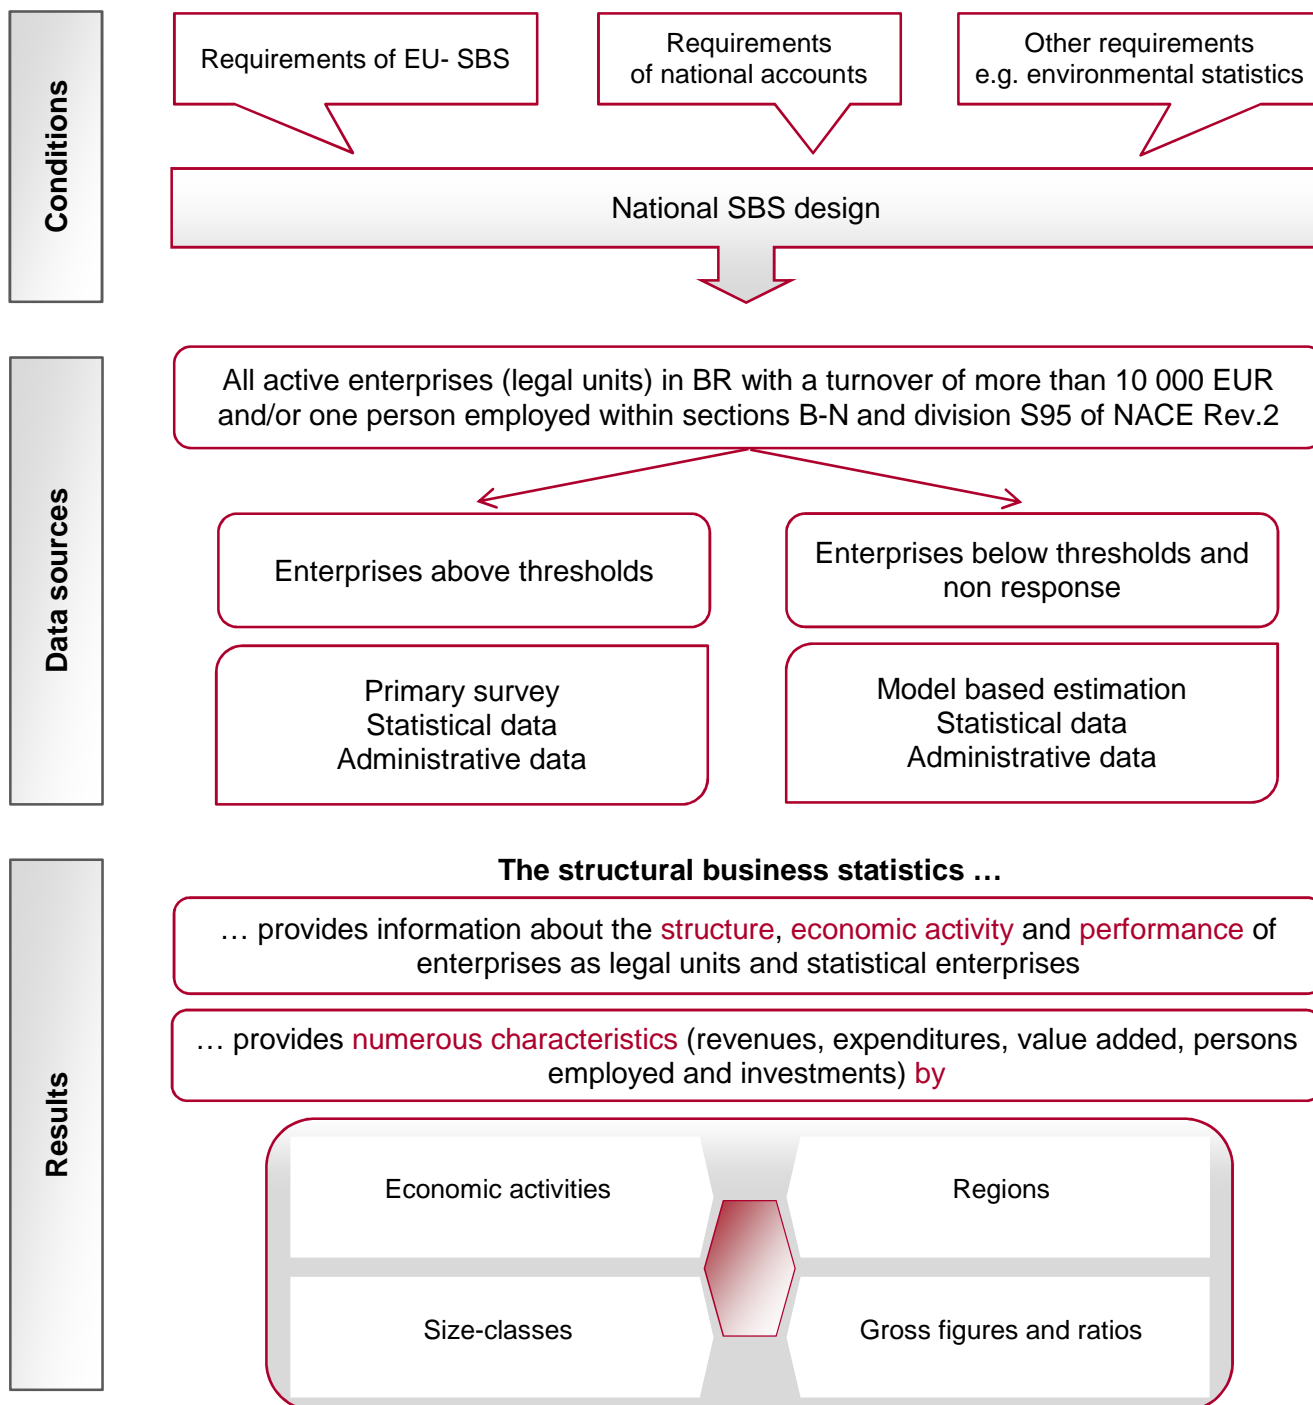 Conditions
Requirements of EU- SBS
Requirements
of national accounts
Other requirements
e.g. environmental statistics
National SBS design
Data sources
All active enterprises (legal units) in BR with a turnover of more than 10 000 EUR
and/or one person employed within sections B-N and division S95 of NACE Rev.2
Enterprises above thresholds
Enterprises below thresholds and
non response
Primary survey
Statistical data
Administrative data
Model based estimation
Statistical data
Administrative data
Results
The structural business statistics …
… provides information about the structure, economic activity and performance of
enterprises as legal units and statistical enterprises
… provides numerous characteristics (revenues, expenditures, value added, persons
employed and investments) by
Economic activities
Regions
Size-classes
Gross figures and ratios